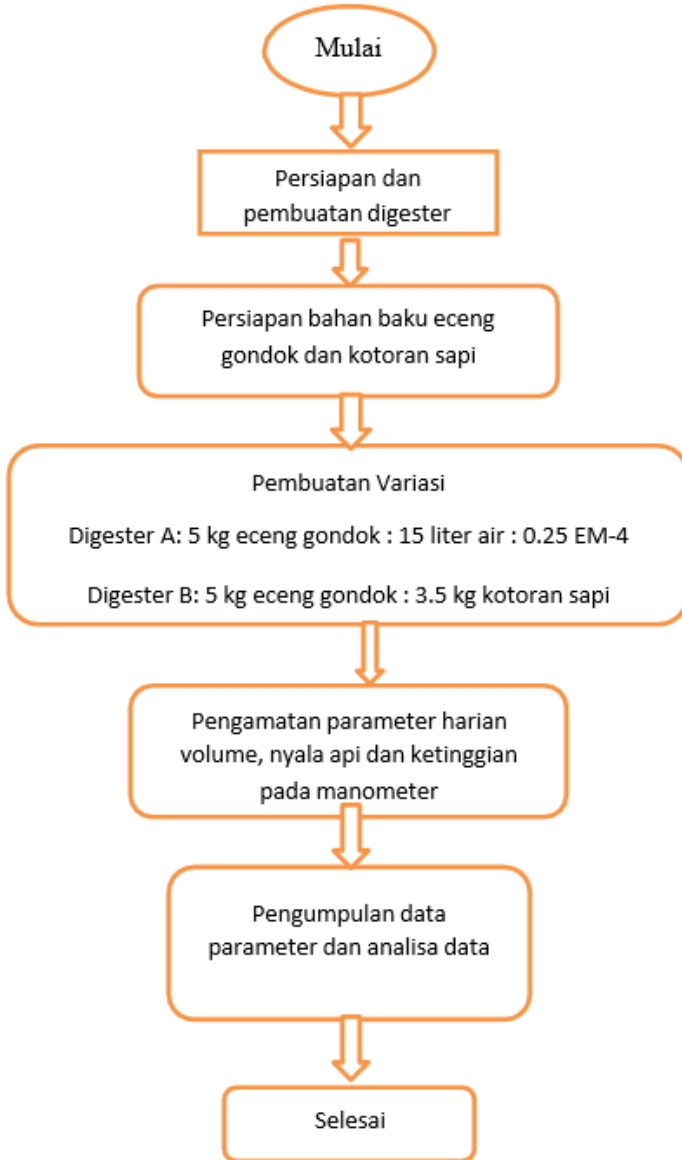 Mulai
Persiapan dan
pembuatan digester
Persiapan bahan baku eceng
gondok dan kotoran sapi
Pembuatan Variasi
Digester A: 5 kg eceng gondok : 15 liter air : 0.25 EM-4
Digester B: 5 kg eceng gondok : 3.5 kg kotoran sapi
Pengamatan parameter harian
volume, nyala api dan ketinggian
pada manometer
Pengumpulan data
parameter dan analisa data
Selesai